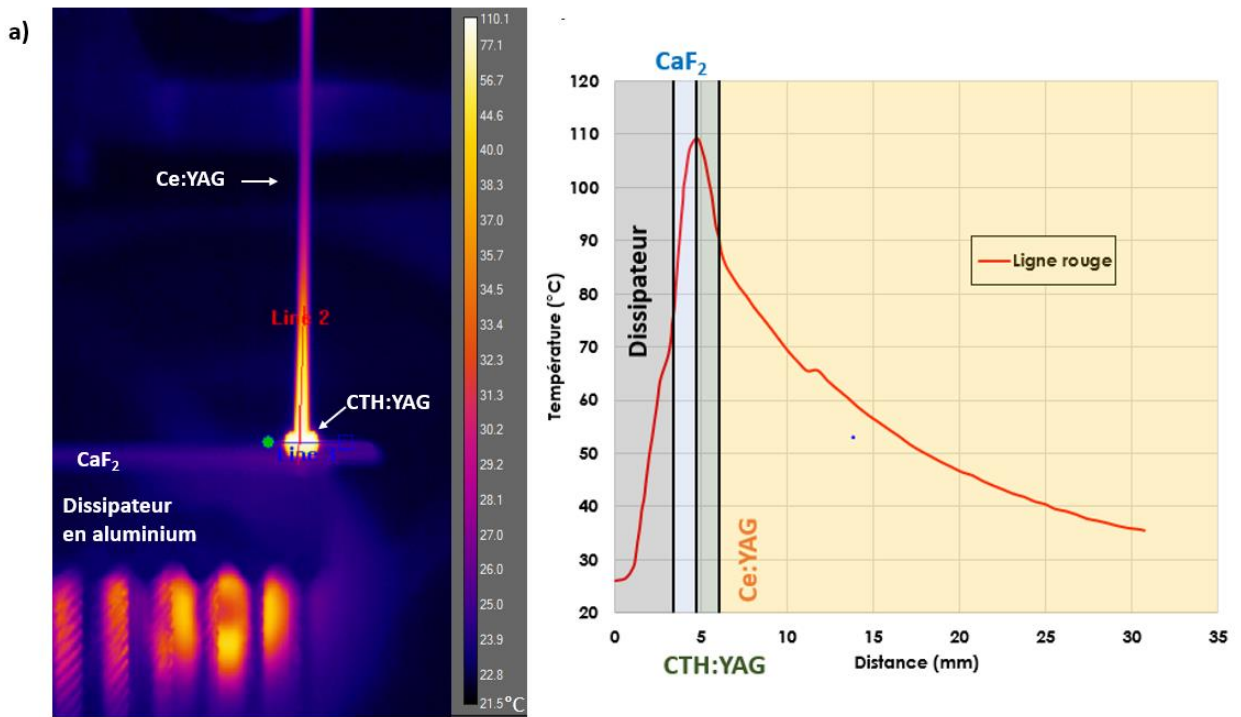 a)
Ce:YAG
Line 2
CTH:YAG
CaF₂
Dissipateur
en aluminium
110.1
77.1
56.7
44.6
40.0
38.3
37.0
35.7
34.5
33.4
32.3
31.3
30.2
29.2
28.1
27.0
26.0
25.0
23.9
22.8
21.5°C
CaF₂
120
110
100
90
80
70
60
50
40
30
20
Température (°C)
Dissipateur
Ligne rouge
Ce:YAG
0 5 10 15 20 25 30 35
CTH:YAG
Distance (mm)